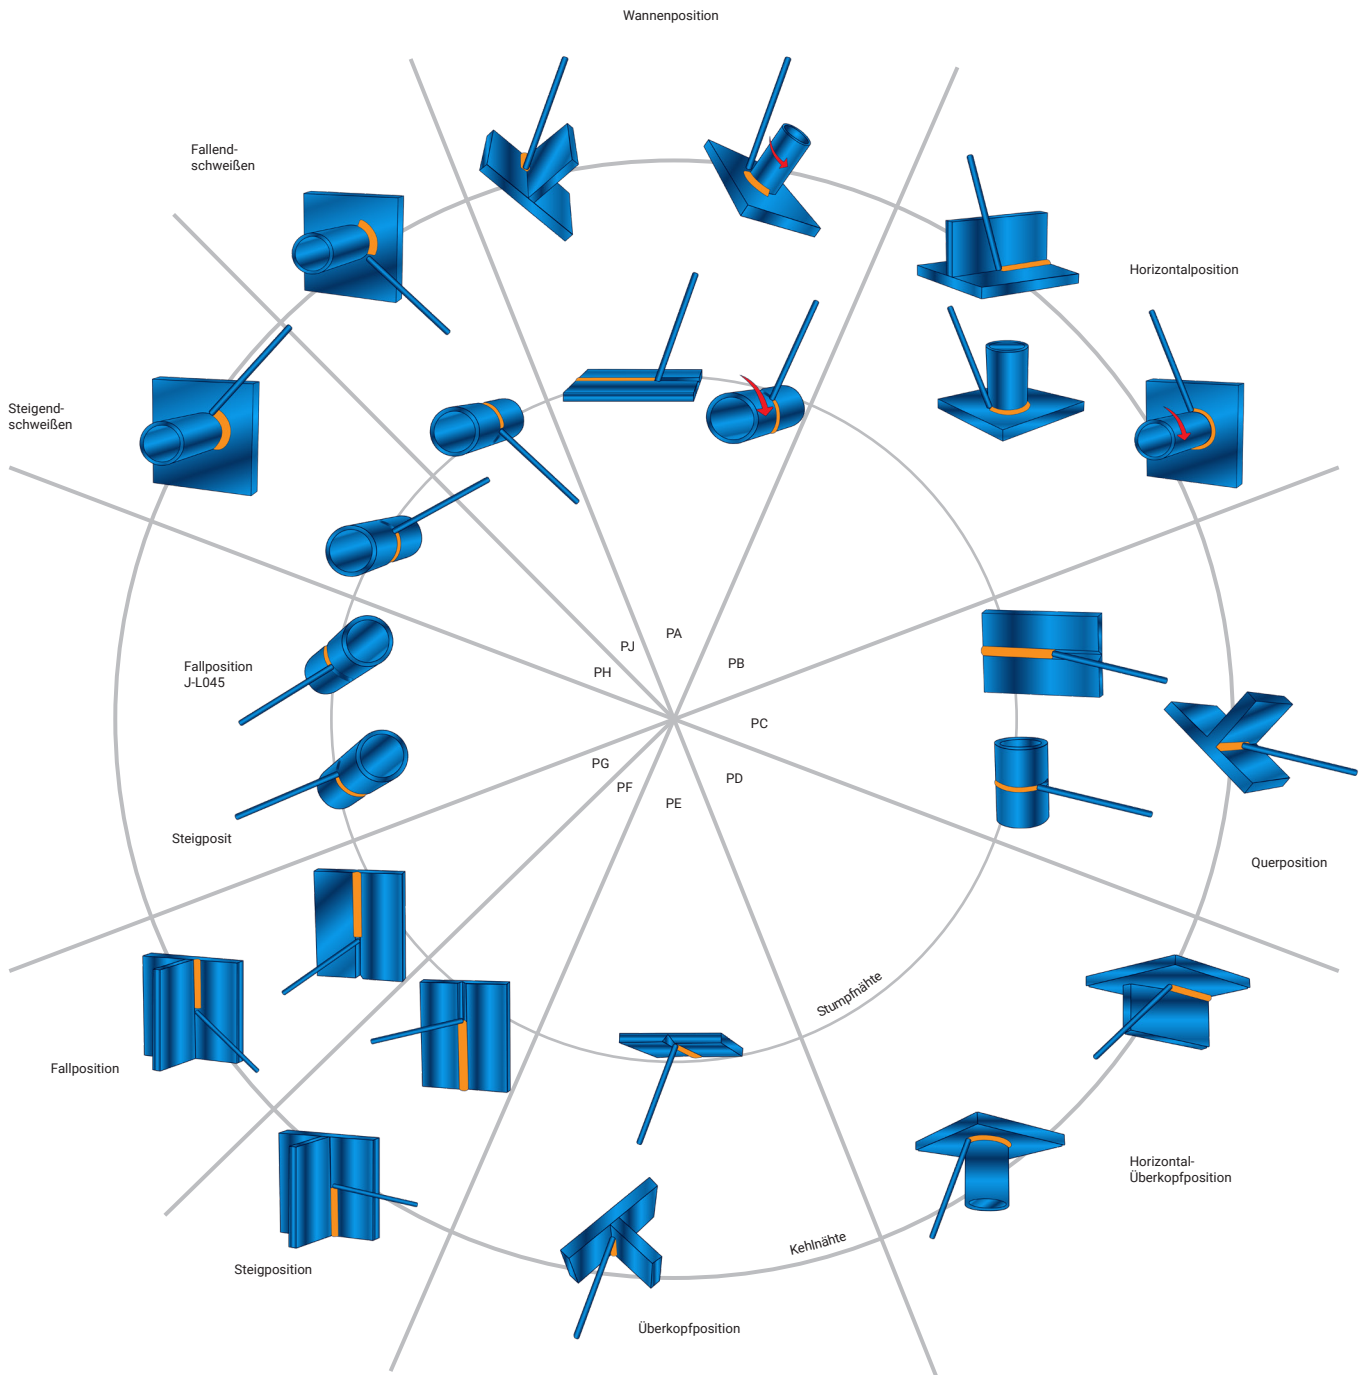 Wannenposition
Fallend-
schweißen
Horizontalposition
Steigend-
schweißen
PA
PJ
PB
Fallposition
J-L045
PH
PC
PG
PD
PF
PE
Steigposit
Querposition
Stumpfnähte
Fallposition
Horizontal-
Überkopfposition
Kehlnähte
Steigposition
Überkopfposition